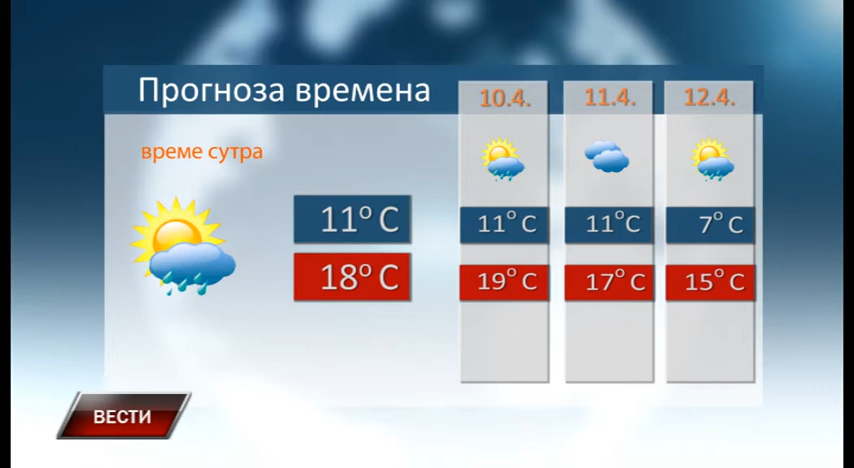 Прогноза времена
време сутра
11° C
18° C
10.4.
11° C
19° C
11.4.
11°C
17° C
12.4.
7° C
15° C
ВЕСТИ